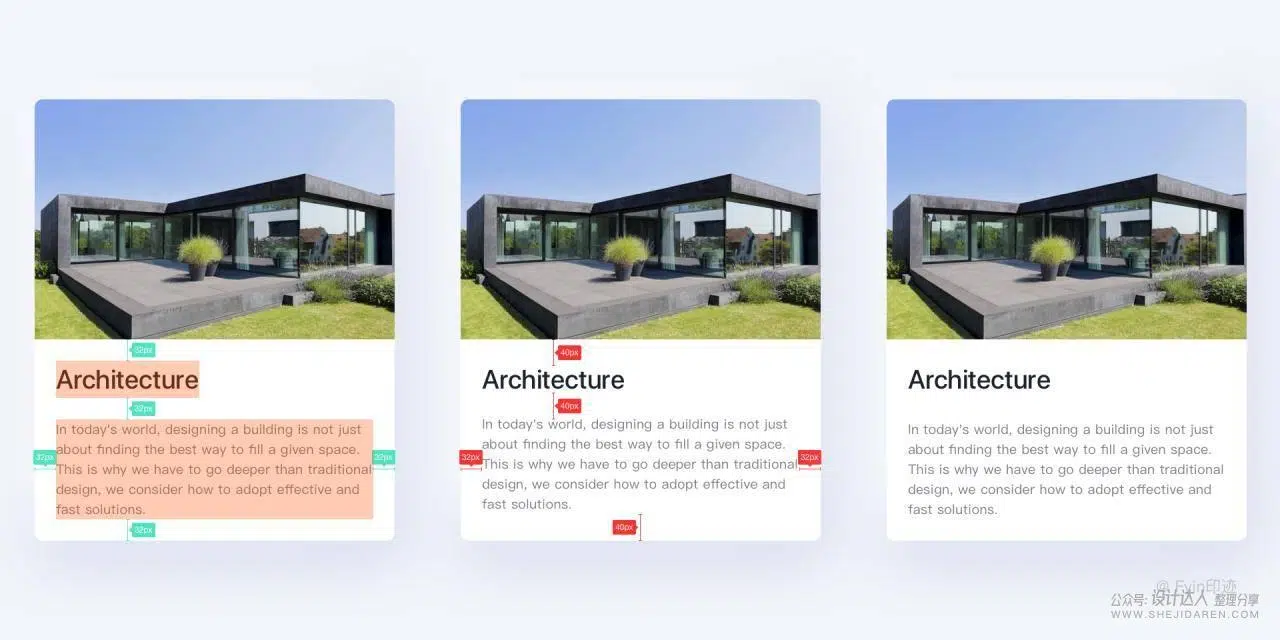 32px
Architecture
32px
In today's world, designing a building is not just
about finding the best way to fill a given space.
32px
32px
This is why we have to go deeper than traditional
design, we consider how to adopt effective and
fast solutions.
32px
40px
Architecture
40px
In today's world, designing a building is not just
about finding the best way to fill a given space.
32px
32px
This is why we have to go deeper than traditional
design, we consider how to adopt effective and
fast solutions.
40px
Architecture
In today's world, designing a building is not just
about finding the best way to fill a given space.
This is why we have to go deeper than traditional
design, we consider how to adopt effective and
fast solutions.
@ Evin印迹
公众号: 设计达人 整理分享
WWW.SHEJIDAREN.COM